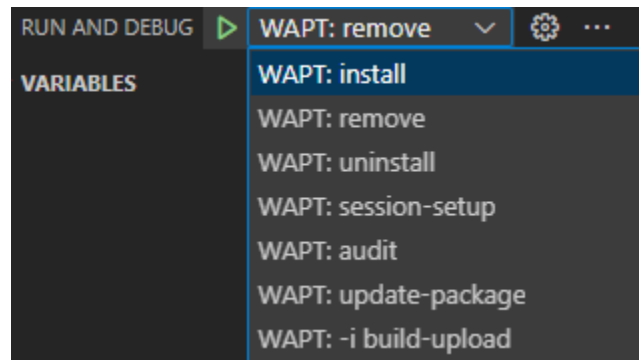 RUN AND DEBUG WAPT: remove ...
VARIABLES
WAPT: install
WAPT: remove
WAPT: uninstall
WAPT: session-setup
WAPT: audit
WAPT: update-package
WAPT: -i build-upload